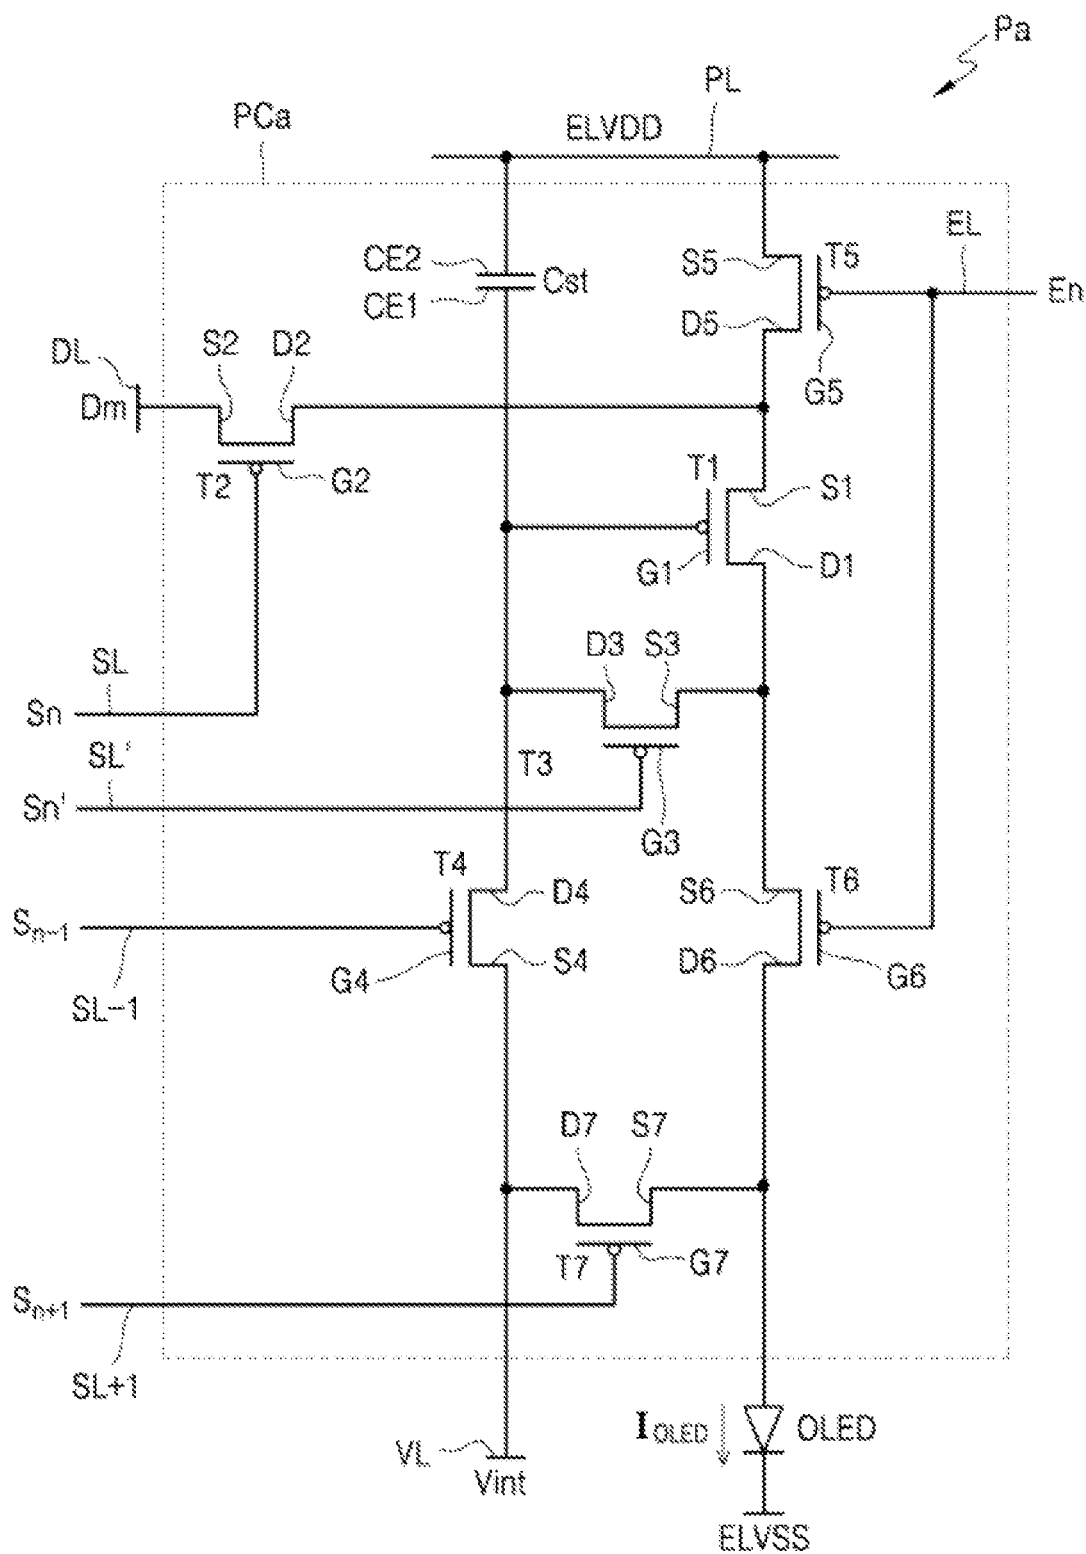 Pa
PL
PCa
ELVDD
EL
CE2
Cst
CE1
S5
T5
En
D5
G5
DL
S2
D2
Dm
T2
G2
T1
S1
G1
D1
D3
S3
SL
Sn
SL'
T3
Sn'
G3
T4
D4
S6
T6
Sn-1
S4
D6
G4
G6
SL-1
D7
S7
T7
G7
Sn+1
SL+1
IOLED
OLED
VL
Vint
ELVSS